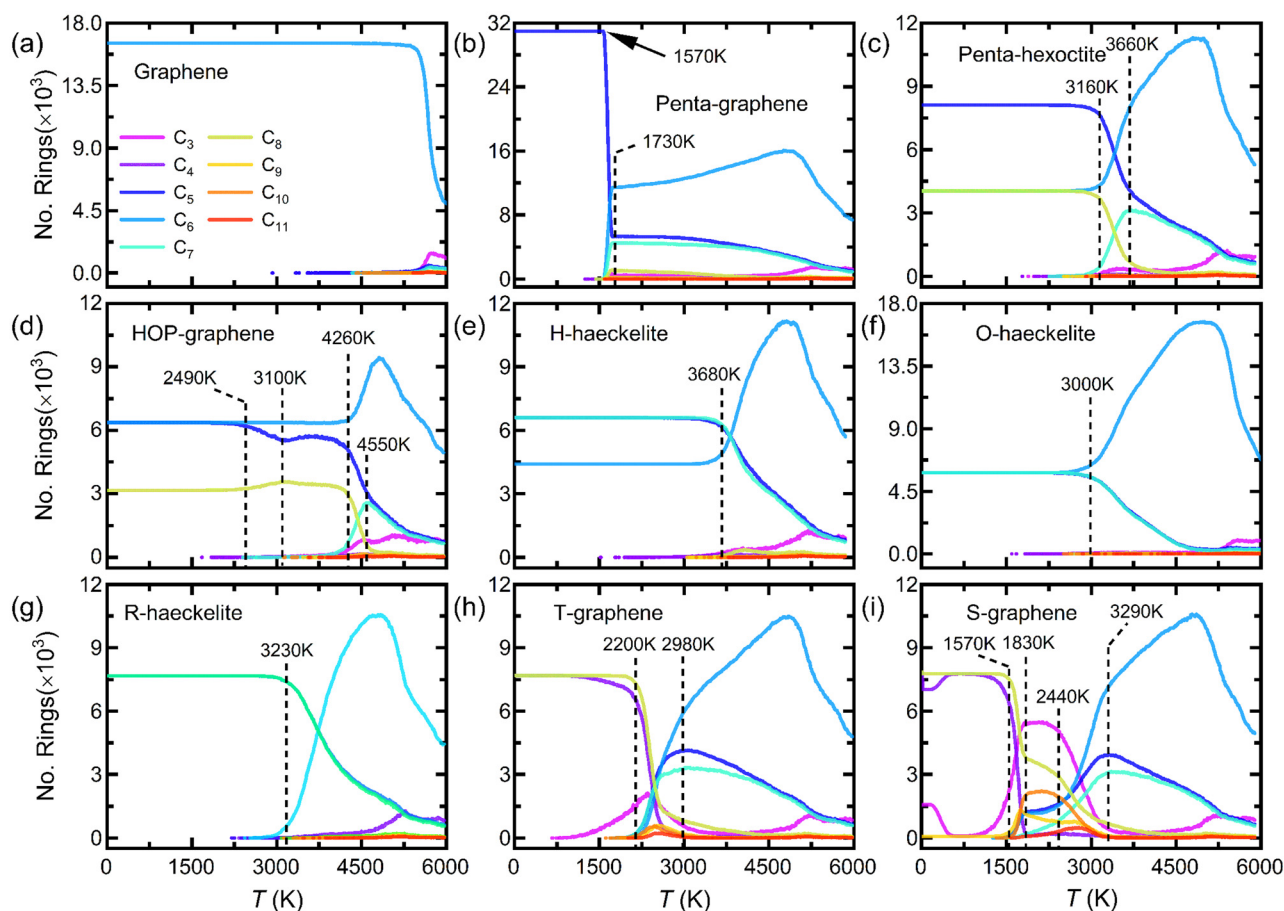 (a)
Graphene
No. Rings(×10³)
18.0
13.5
9.0
4.5
0.0
C₃
C₄
C₅
C₆
C₇
C₈
C₉
C₁₀
C₁₁
(b)
Penta-graphene
1570K
1730K
32
24
16
8
0
(c)
Penta-hexoctite
3160K
3660K
12
9
6
3
0
(d)
HOP-graphene
2490K
3100K
4260K
4550K
No. Rings(×10³)
12
9
6
3
0
(e)
H-haeckelite
3680K
12
9
6
3
0
(f)
O-haeckelite
3000K
18.0
13.5
9.0
4.5
0.0
(g)
R-haeckelite
3230K
No. Rings(×10³)
12
9
6
3
0
0 1500 3000 4500 6000
T (K)
(h)
T-graphene
2200K
2980K
12
9
6
3
0
0 1500 3000 4500 6000
T (K)
(i)
S-graphene
1570K
1830K
2440K
3290K
12
9
6
3
0
0 1500 3000 4500 6000
T (K)